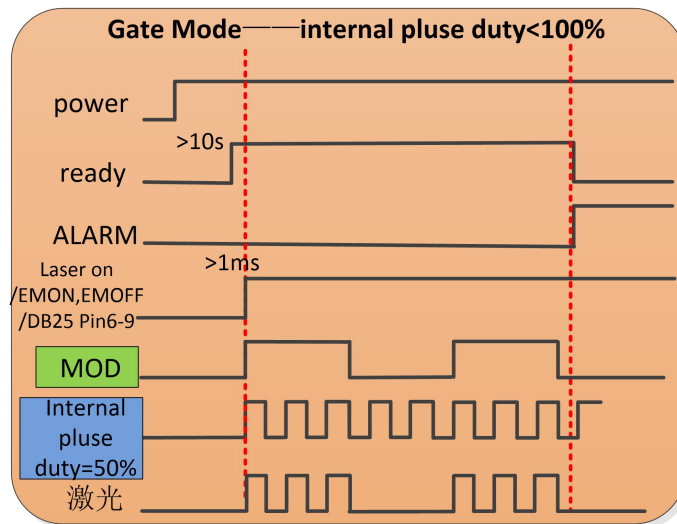 Gate Mode——internal pluse duty<100%
power
>10s
ready
ALARM
>1ms
Laser on
/EMON,EMOFF
/DB25 Pin6-9
MOD
Internal
pluse
duty=50%
激光